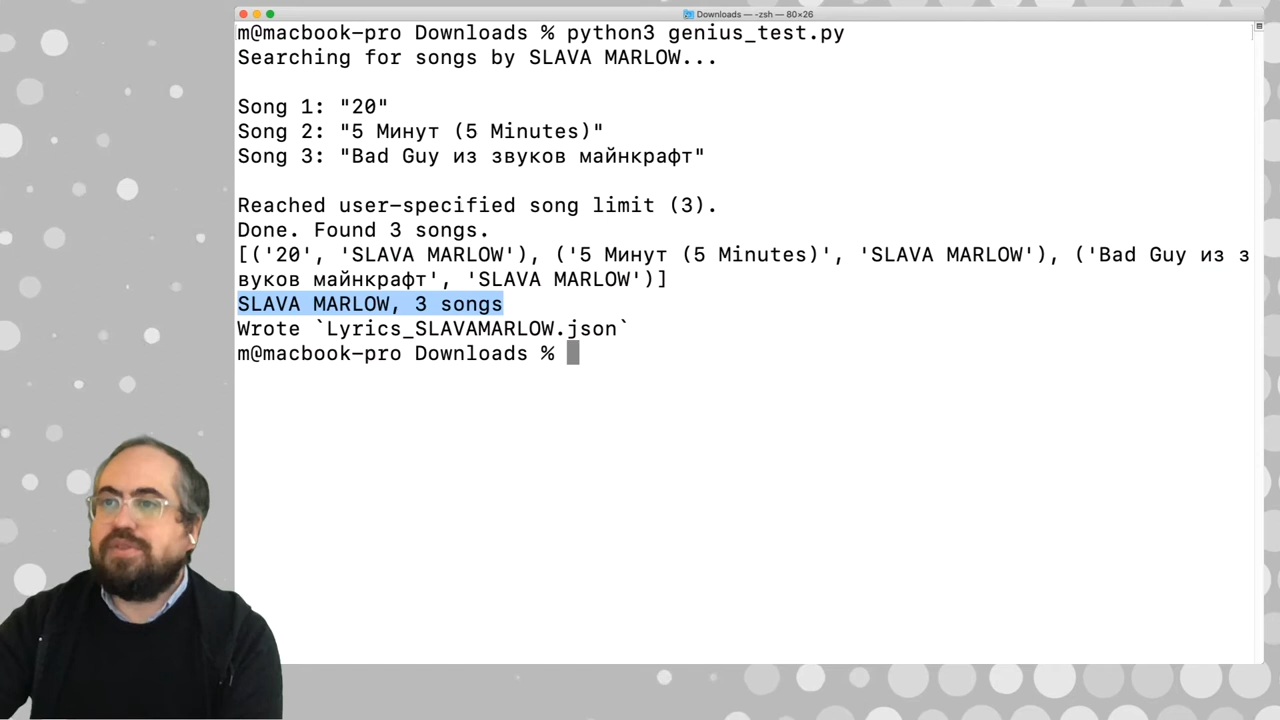 Downloads — -zsh — 80×26
m@macbook-pro Downloads % python3 genius_test.py
Searching for songs by SLAVA MARLOW...
Song 1: "20"
Song 2: "5 Минут (5 Minutes)"
Song 3: "Bad Guy из звуков майнкрафт"
Reached user-specified song limit (3).
Done. Found 3 songs.
[('20', 'SLAVA MARLOW'), ('5 Минут (5 Minutes)', 'SLAVA MARLOW'), ('Bad Guy из з
вуков майнкрафт', 'SLAVA MARLOW')]
SLAVA MARLOW, 3 songs
Wrote `Lyrics_SLAVAMARLOW.json`
m@macbook-pro Downloads %